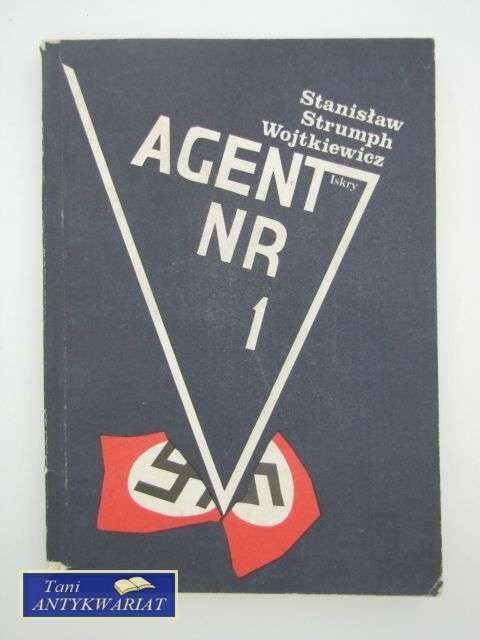 Stanisław
Strumph
Wojtkiewicz
AGENT
Iskry
NR
1
Tani
ANTYKWARIAT